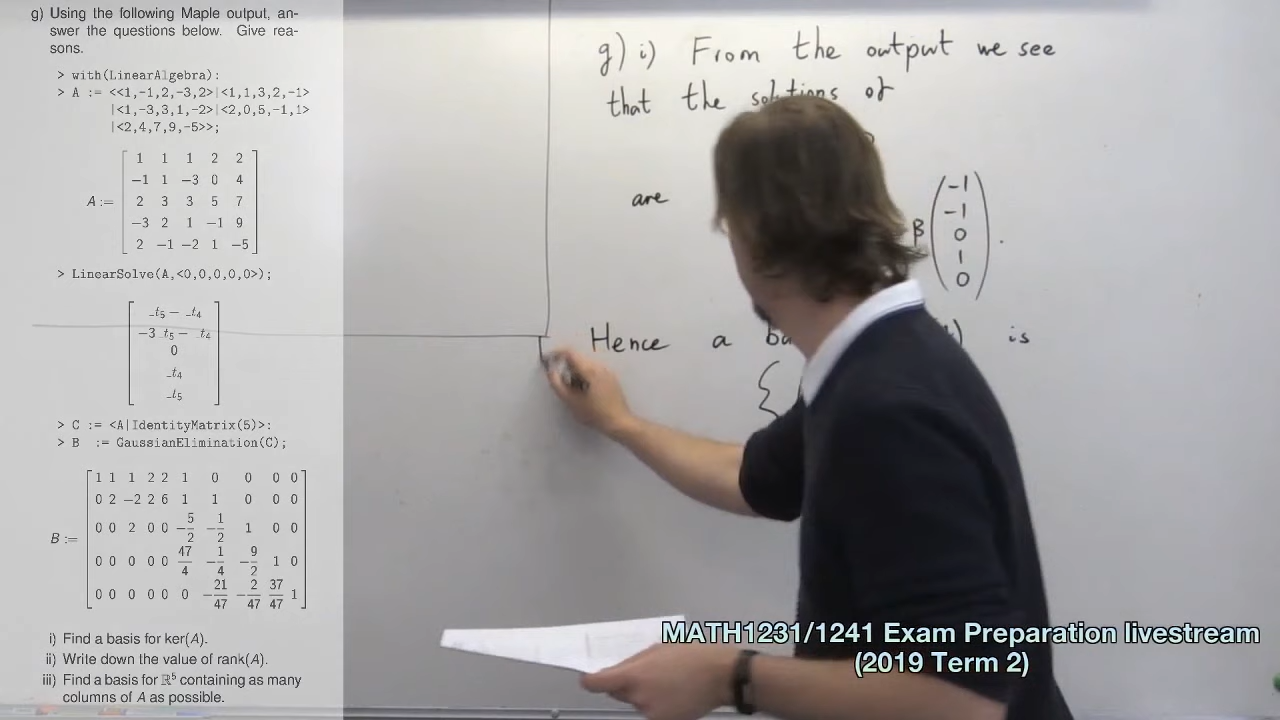 g) Using the following Maple output, an-
swer the questions below. Give rea-
sons.
> with(LinearAlgebra):
> A := <<1,-1,2,-3,2>|<1,1,3,2,-1>
|<1,-3,3,1,-2>|<2,0,5,-1,1>
|<2,4,7,9,-5>>;
1 1 1 2 2
−1 1 −3 0 4
A := 2 3 3 5 7
−3 2 1 −1 9
2 −1 −2 1 −5
> LinearSolve(A,<0,0,0,0,0>);
_t5 − _t4
−3 _t5 − _t4
0
_t4
_t5
> C := <A|IdentityMatrix(5)>:
> B := GaussianElimination(C);
1 1 1 2 2 1 0 0 0 0
0 2 −2 2 6 1 1 0 0 0
0 0 2 0 0 −5/2 −1/2 1 0 0
B := 0 0 0 0 0 47/4 −1/4 −9/2 1 0
0 0 0 0 0 0 −21/47 −2/47 37/47 1
i) Find a basis for ker(A).
ii) Write down the value of rank(A).
iii) Find a basis for ℝ⁵ containing as many
columns of A as possible.
g) i) From the output we see
that the solutions of
are
β
-1
-1
0
1
0
.
Hence a is
{
MATH1231/1241 Exam Preparation livestream
(2019 Term 2)